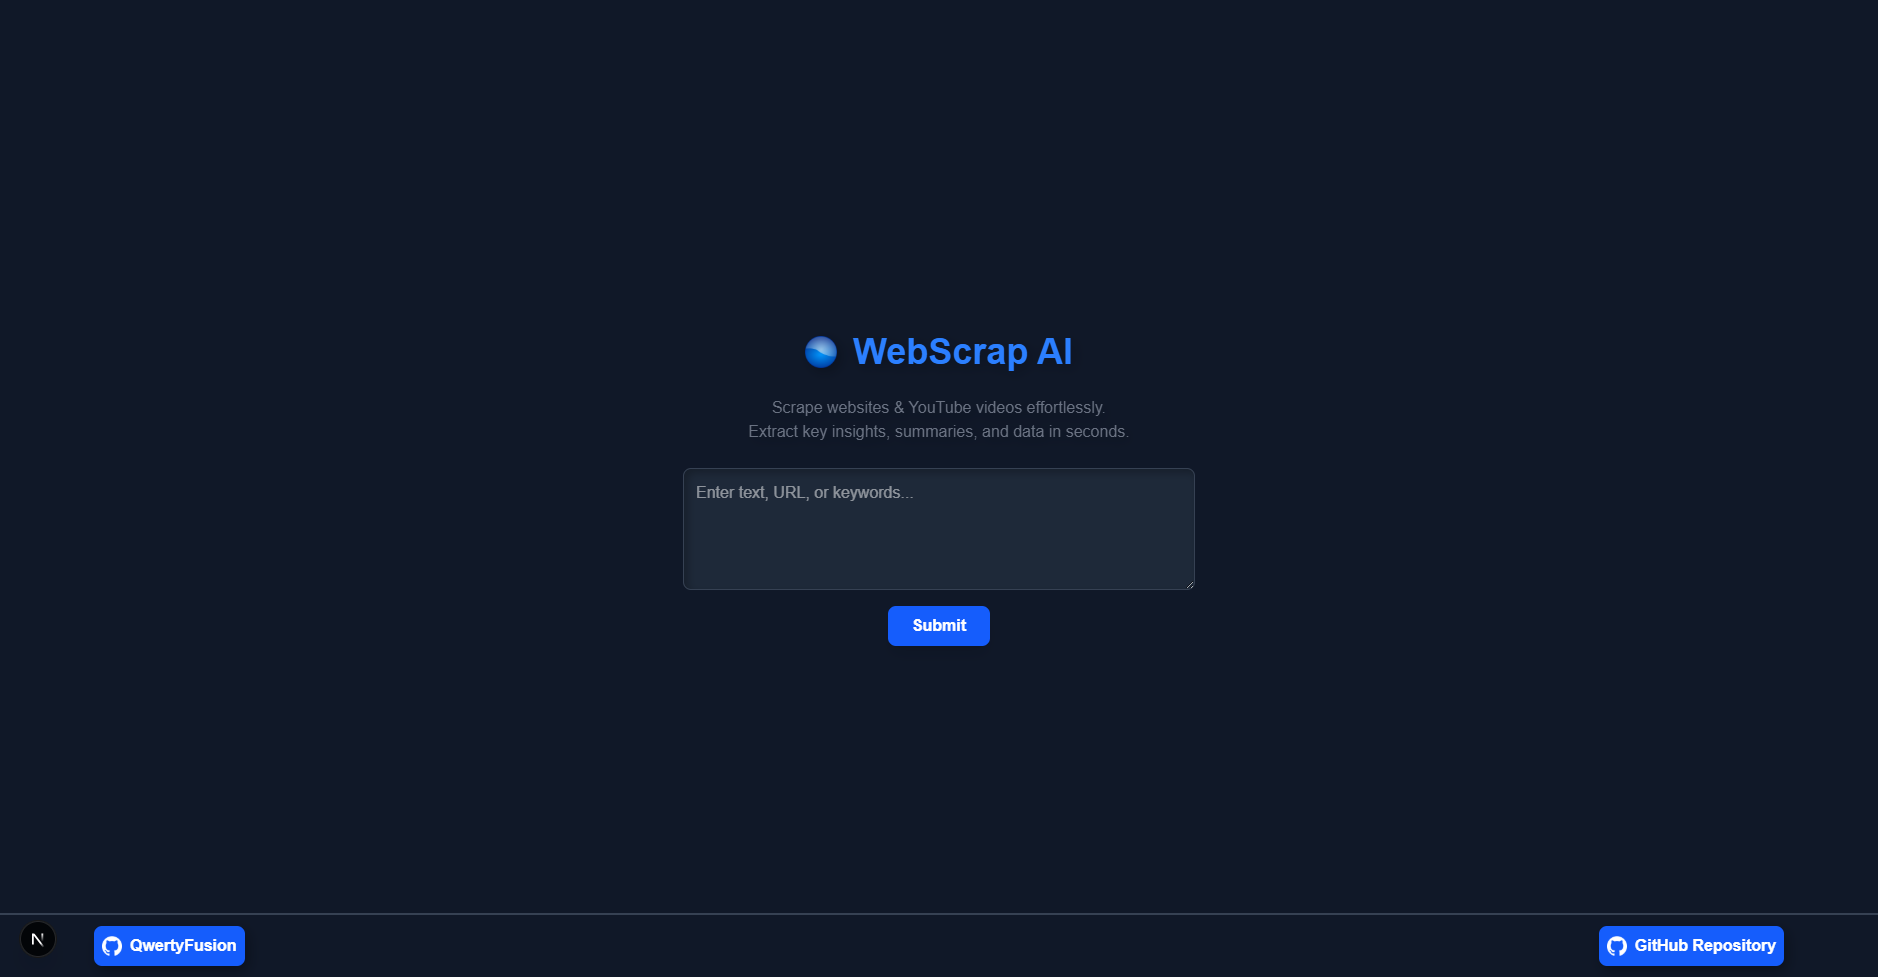 WebScrap AI
Scrape websites & YouTube videos effortlessly.
Extract key insights, summaries, and data in seconds.
Enter text, URL, or keywords...
Submit
N
QwertyFusion
GitHub Repository